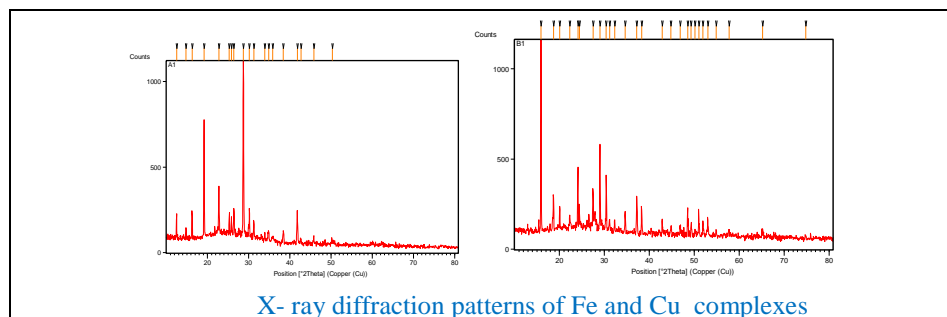 Counts
A1
1000
500
0
20
30
40
50
60
70
80
Position [°2Theta] (Copper (Cu))
Counts
B1
1000
500
0
20
30
40
50
60
70
80
Position [°2Theta] (Copper (Cu))
X- ray diffraction patterns of Fe and Cu complexes